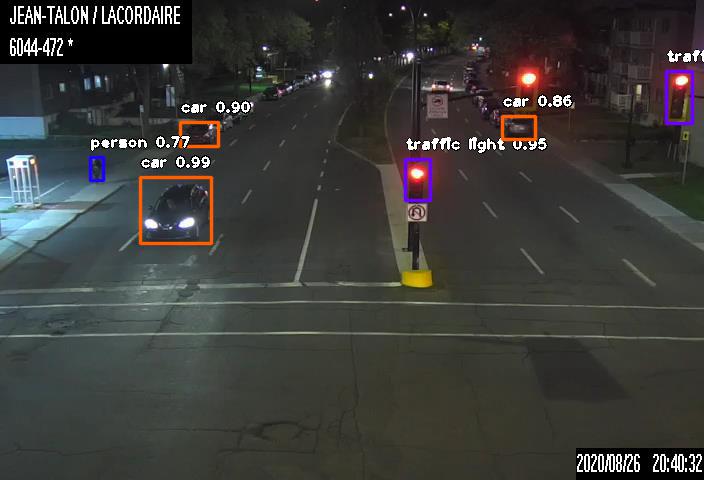 JEAN-TALON / LACORDAIRE
6044-472 *
traff
car 0.90
car 0.86
person 0.77
traffic light 0.95
car 0.99
2020/08/26 20:40:32